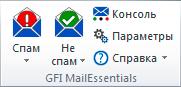 Спам
Не спам
Консоль
Параметры
Справка
GFI MailEssentials